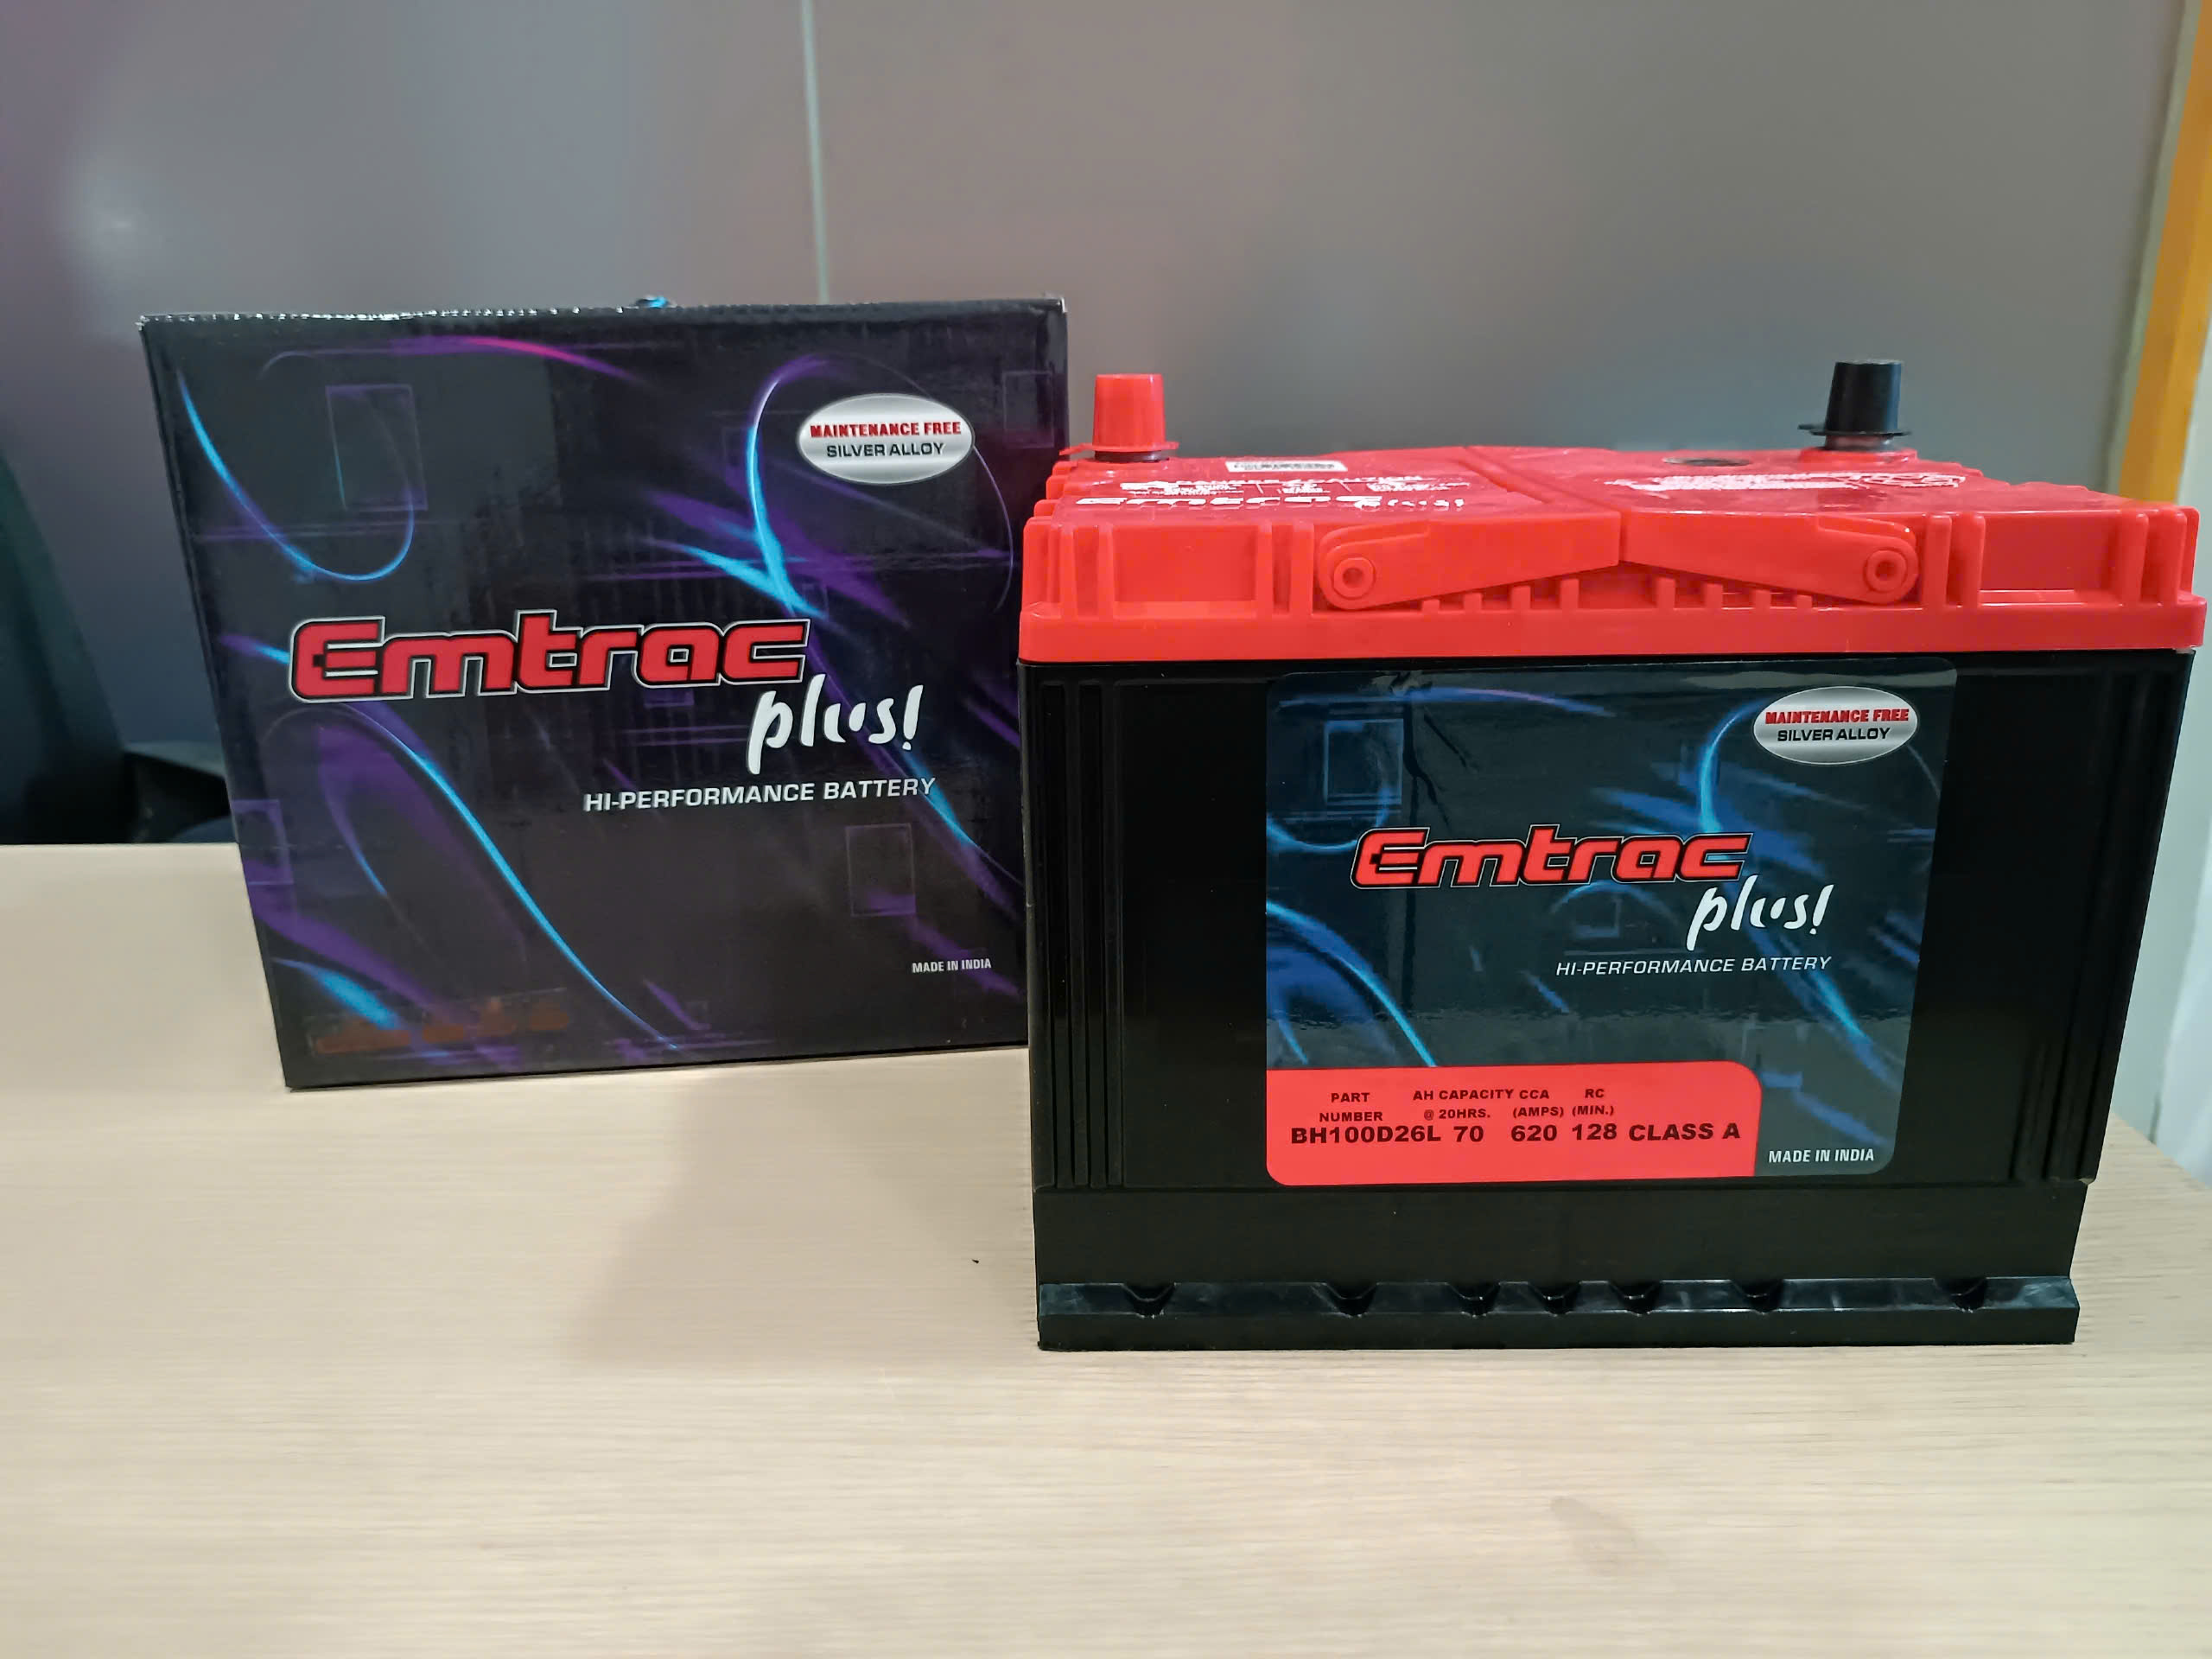 MAINTENANCE FREE
SILVER ALLOY
Emtrac
plus!
HI-PERFORMANCE BATTERY
MADE IN INDIA
MAINTENANCE FREE
SILVER ALLOY
Emtrac
plus!
HI-PERFORMANCE BATTERY
PART AH CAPACITY CCA RC
NUMBER @ 20HRS. (AMPS) (MIN.)
BH100D26L 70 620 128 CLASS A
MADE IN INDIA